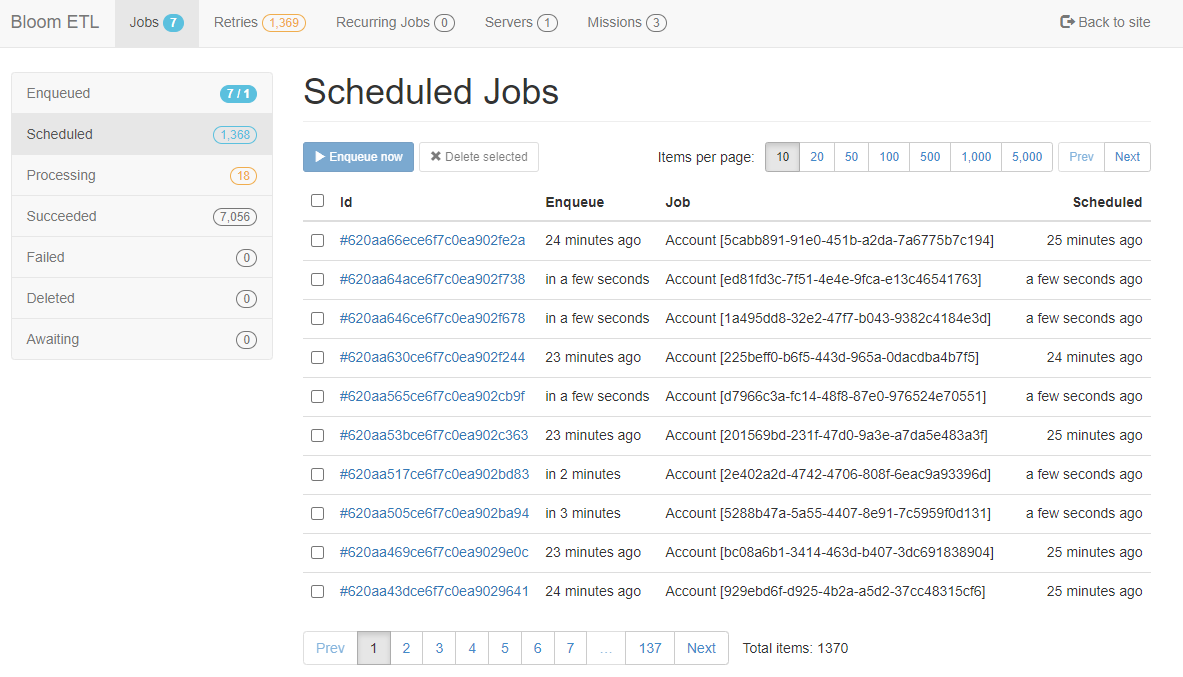 Bloom ETL Jobs 7 Retries 1,369 Recurring Jobs 0 Servers 1 Missions 3 Back to site
Enqueued 7 / 1
Scheduled 1,368
Processing 18
Succeeded 7,056
Failed 0
Deleted 0
Awaiting 0
Scheduled Jobs
Enqueue now Delete selected Items per page: 10 20 50 100 500 1,000 5,000 Prev Next
Id Enqueue Job Scheduled
#620aa66ece6f7c0ea902fe2a 24 minutes ago Account [5cabb891-91e0-451b-a2da-7a6775b7c194] 25 minutes ago
#620aa64ace6f7c0ea902f738 in a few seconds Account [ed81fd3c-7f51-4e4e-9fca-e13c46541763] a few seconds ago
#620aa646ce6f7c0ea902f678 in a few seconds Account [1a495dd8-32e2-47f7-b043-9382c4184e3d] a few seconds ago
#620aa630ce6f7c0ea902f244 23 minutes ago Account [225beff0-b6f5-443d-965a-0dacdba4b7f5] 24 minutes ago
#620aa565ce6f7c0ea902cb9f in a few seconds Account [d7966c3a-fc14-48f8-87e0-976524e70551] a few seconds ago
#620aa53bce6f7c0ea902c363 23 minutes ago Account [201569bd-231f-47d0-9a3e-a7da5e483a3f] 25 minutes ago
#620aa517ce6f7c0ea902bd83 in 2 minutes Account [2e402a2d-4742-4706-808f-6eac9a93396d] a few seconds ago
#620aa505ce6f7c0ea902ba94 in 3 minutes Account [5288b47a-5a55-4407-8e91-7c5959f0d131] a few seconds ago
#620aa469ce6f7c0ea9029e0c 23 minutes ago Account [bc08a6b1-3414-463d-b407-3dc691838904] 25 minutes ago
#620aa43dce6f7c0ea9029641 24 minutes ago Account [929ebd6f-d925-4b2a-a5d2-37cc48315cf6] 25 minutes ago
Prev 1 2 3 4 5 6 7 ... 137 Next Total items: 1370